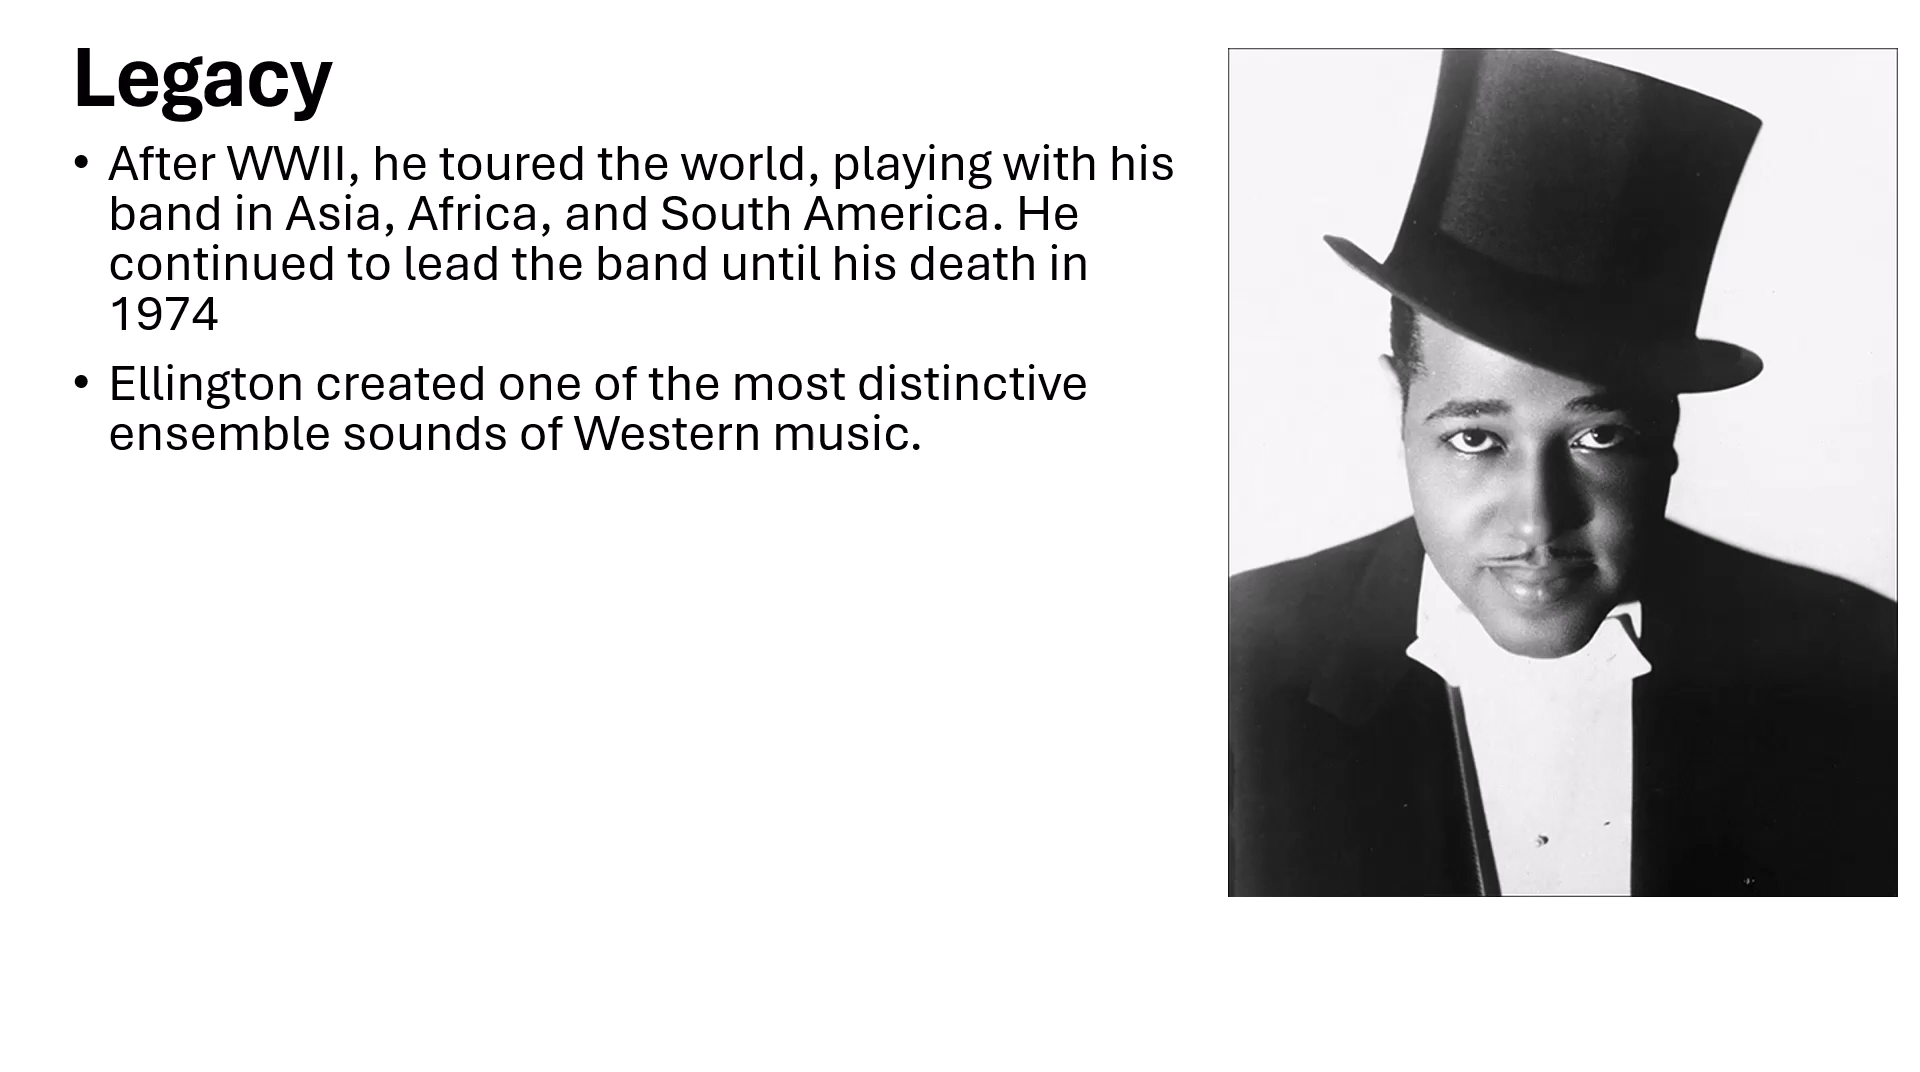 Legacy
• After WWII, he toured the world, playing with his
band in Asia, Africa, and South America. He
continued to lead the band until his death in
1974
• Ellington created one of the most distinctive
ensemble sounds of Western music.